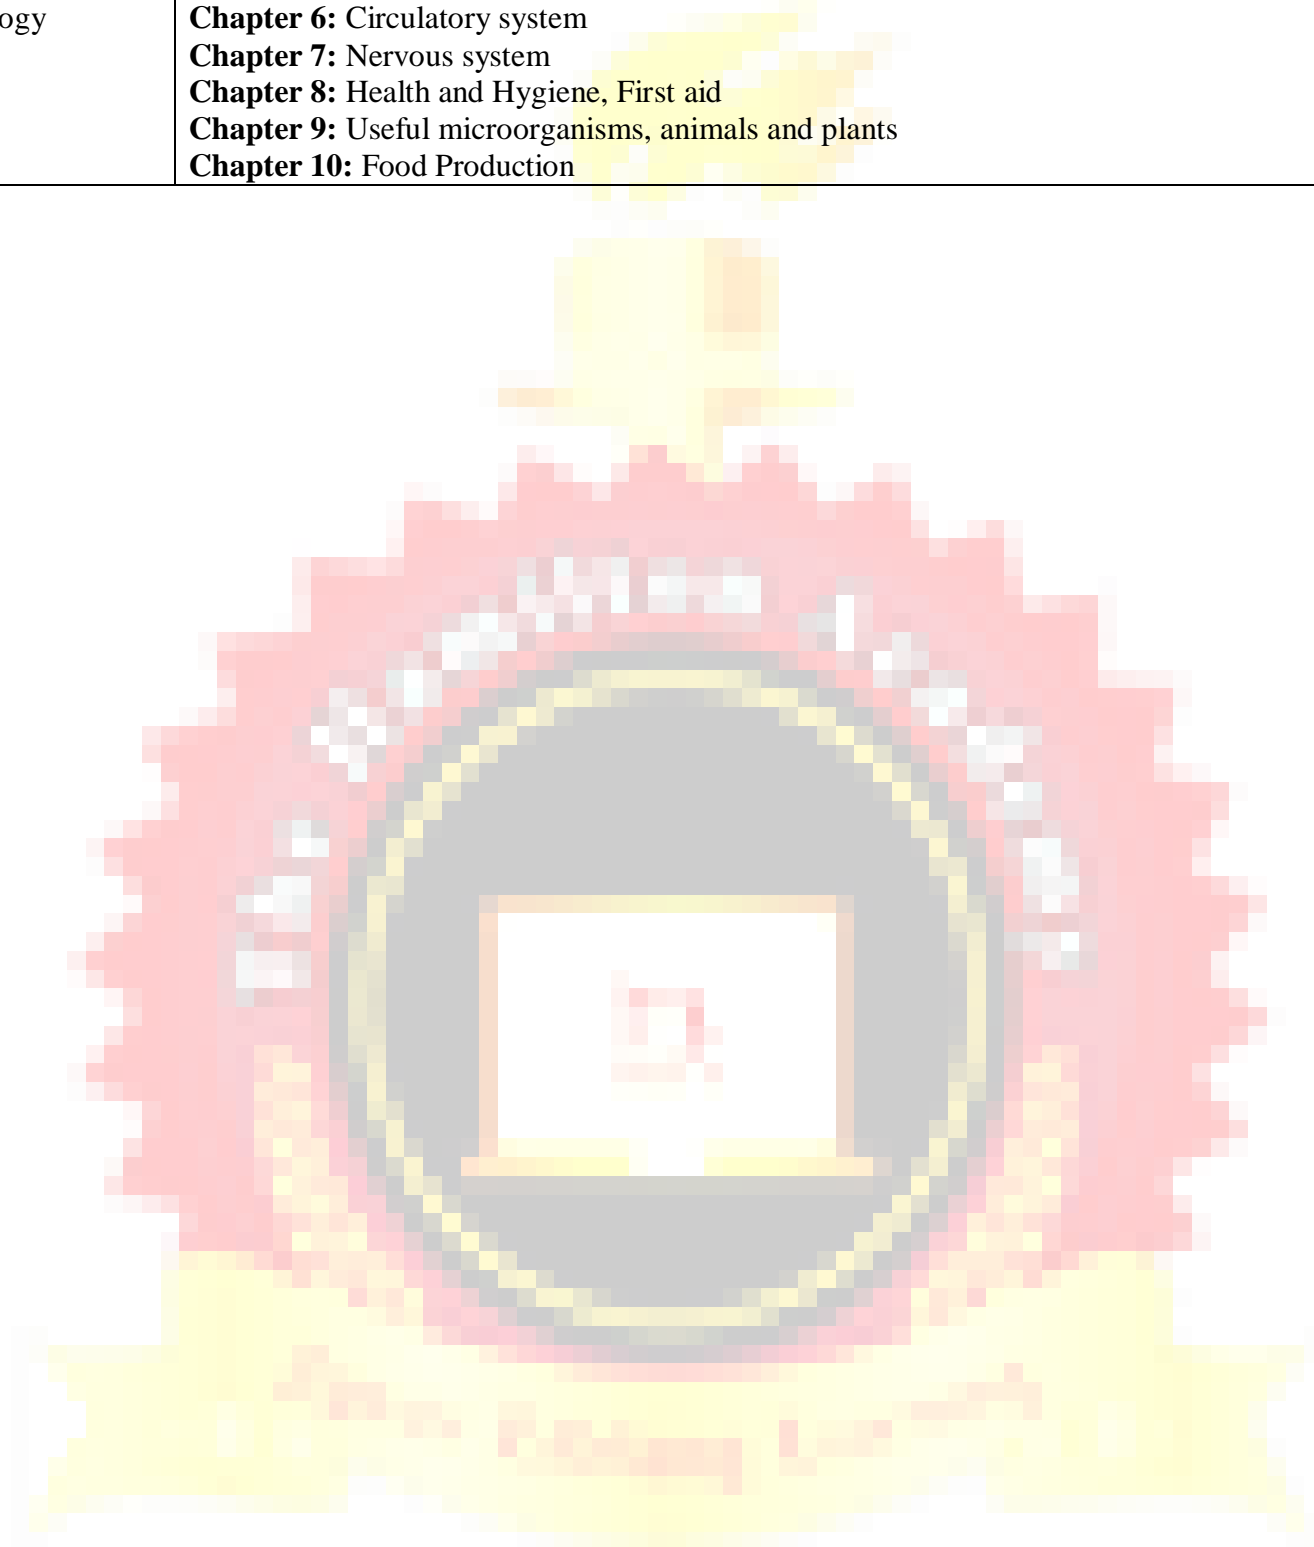 ogy
Chapter 6: Circulatory system
Chapter 7: Nervous system
Chapter 8: Health and Hygiene, First aid
Chapter 9: Useful microorganisms, animals and plants
Chapter 10: Food Production